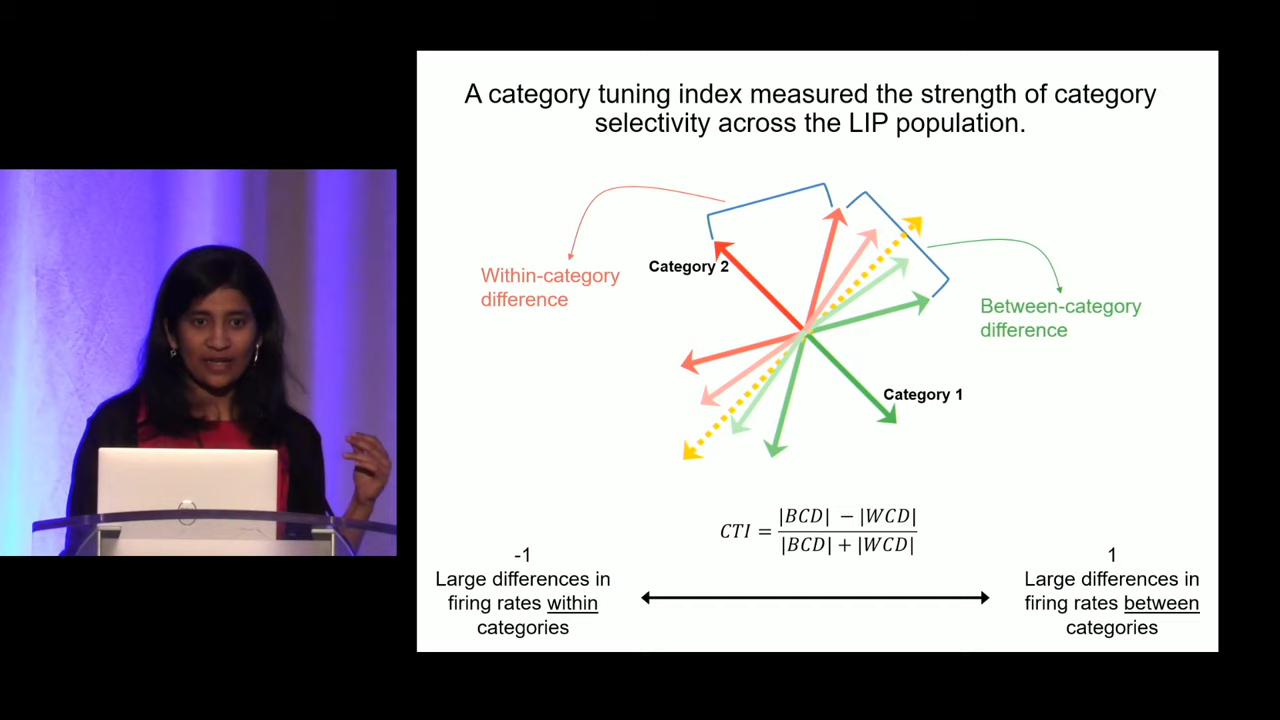 A category tuning index measured the strength of category
selectivity across the LIP population.
Category 2
Within-category
difference
Between-category
difference
Category 1
CTI = |BCD| − |WCD| / |BCD| + |WCD|
-1
Large differences in
firing rates within
categories
1
Large differences in
firing rates between
categories